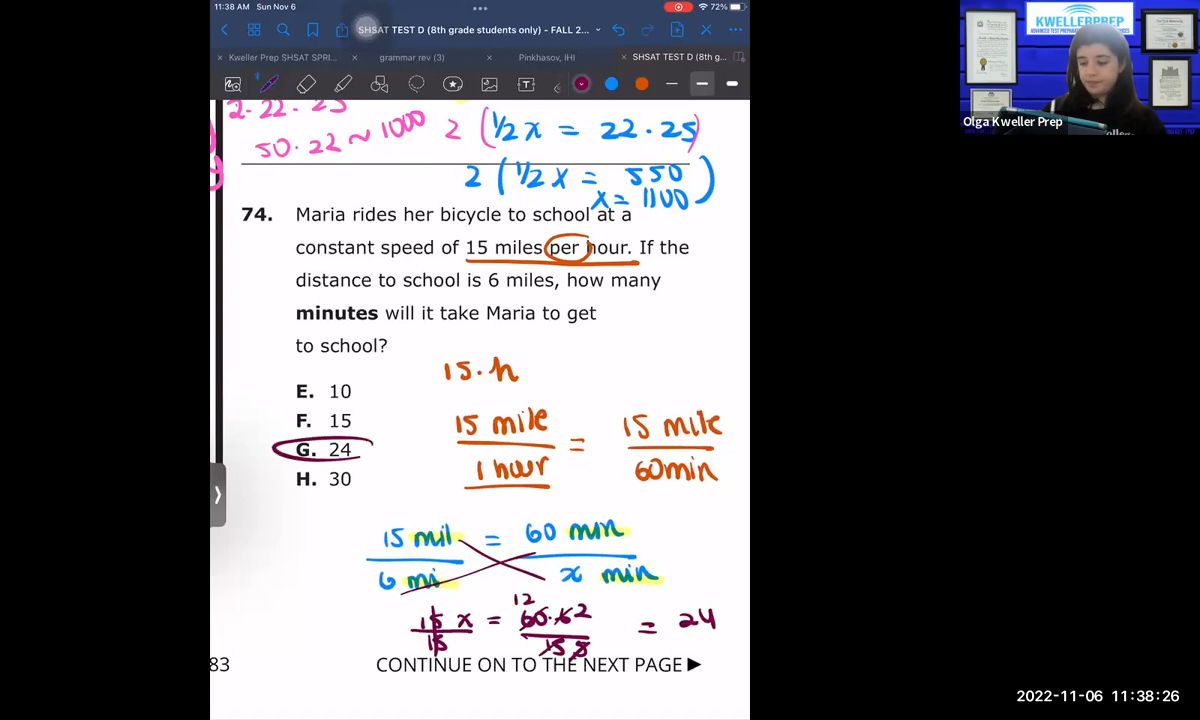 11:38 AM Sun Nov 6
72%
SHSAT TEST D (8th grade students only) - FALL 2...
Kweller Prep SHSAT SPRI...
grammar rev (3)
Pinkhasov, IHI
SHSAT TEST D (8th g...
2.22.25
50.22 ~ 1000
2 (1/2x = 22.25)
2 (1/2x = 550)
x = 1100
74. Maria rides her bicycle to school at a
constant speed of 15 miles per hour. If the
distance to school is 6 miles, how many
minutes will it take Maria to get
to school?
E. 10
F. 15
G. 24
H. 30
15.h
15 mile = 15 mile
1 hour 60min
15 mil = 60 min
6 mi x min
15 x = 60.6 = 24
15 15
12 2
83 CONTINUE ON TO THE NEXT PAGE ►
KWELLERPREP
Olga Kweller Prep
2022-11-06 11:38:26